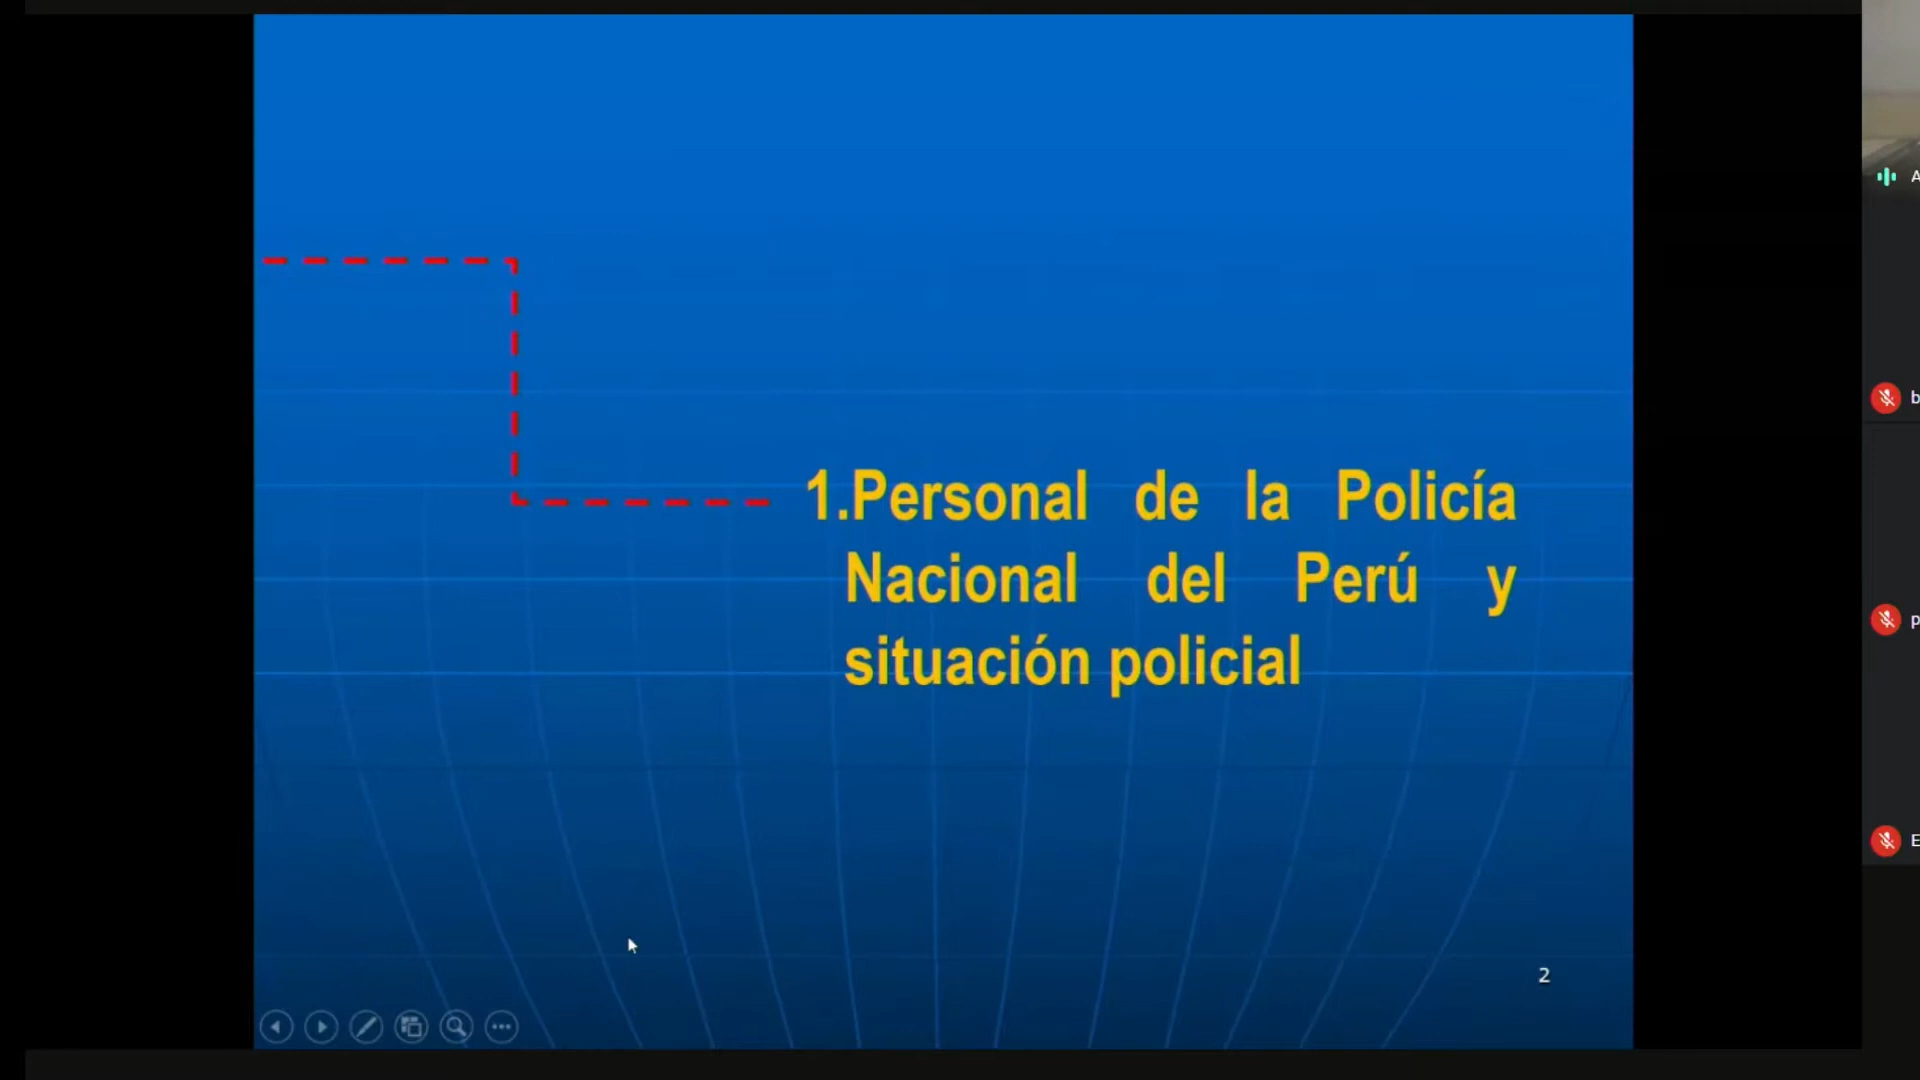 1.Personal de la Policía
Nacional del Perú y
situación policial
2
A
b
p
E